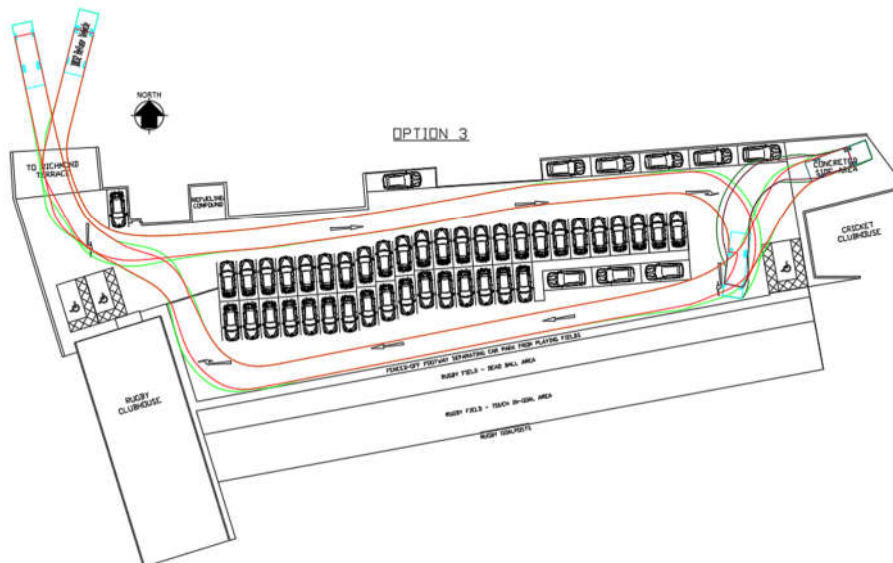 NORTH
OPTION 3
TO RICHMOND
TERRACE
REFUELING
COMPOUND
CONCRETED
SIDE AREA
CRICKET
CLUBHOUSE
FENCED-OFF FOOTWAY SEPARATING CAR PARK FROM PLAYING FIELDS
RUGBY FIELD - DEAD BALL AREA
RUGBY FIELD - TOUCH IN-GOAL AREA
RUGBY GOALPOSTS
RUGBY
CLUBHOUSE